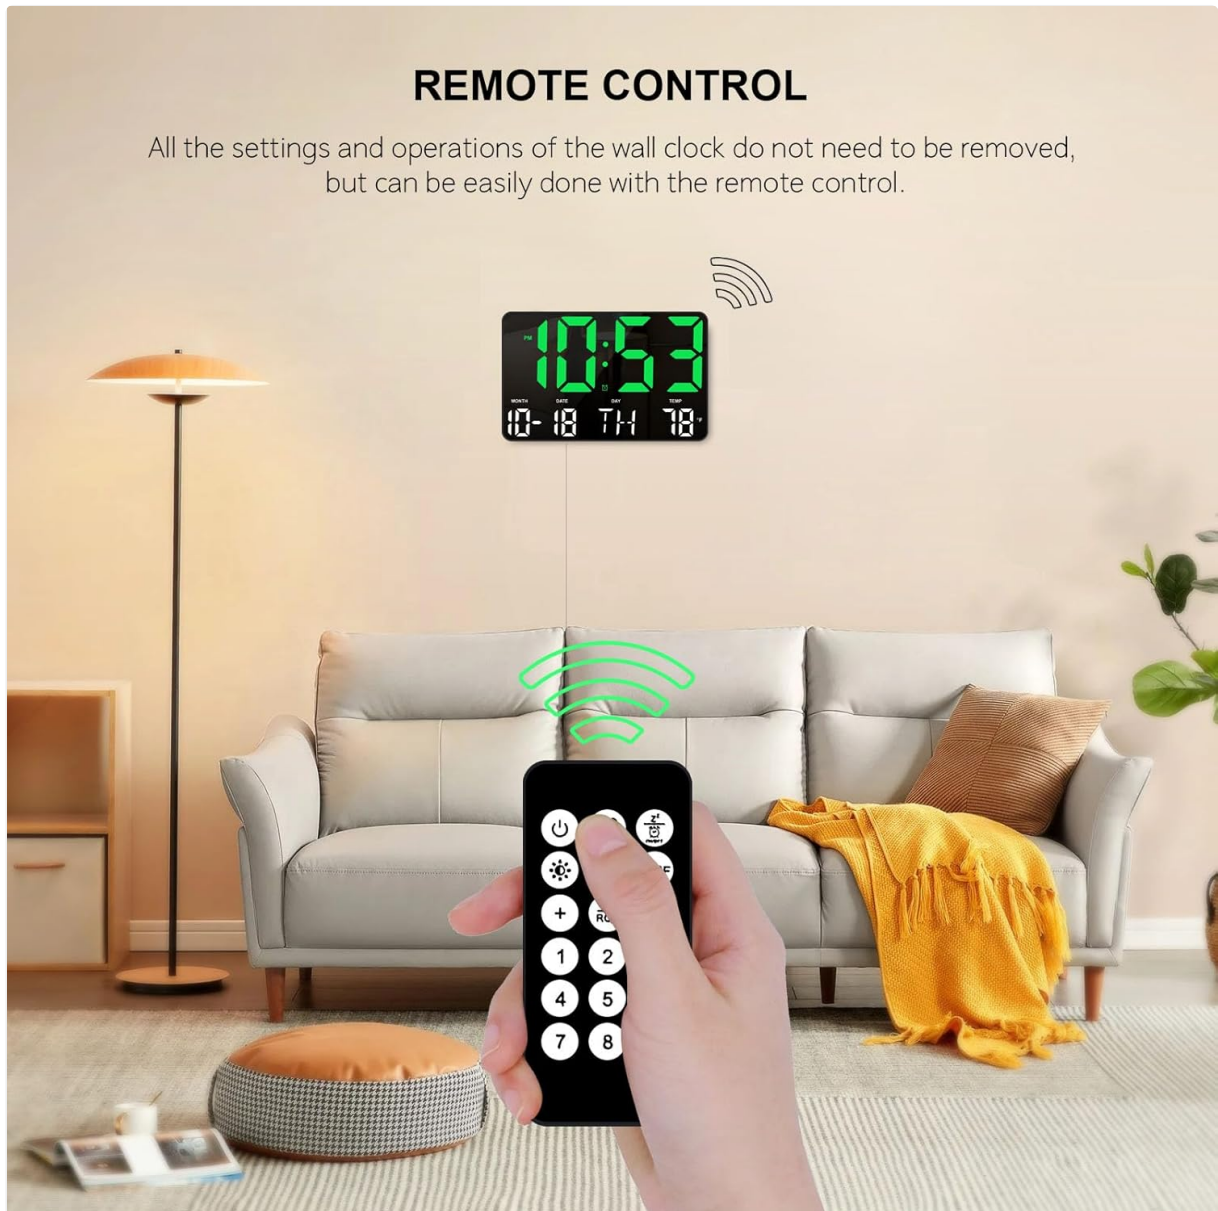 REMOTE CONTROL
All the settings and operations of the wall clock do not need to be removed,
but can be easily done with the remote control.
PM 10:53
MONTH DATE DAY TEMP
10-18 TH 78°F
+
1 2
4 5
7 8